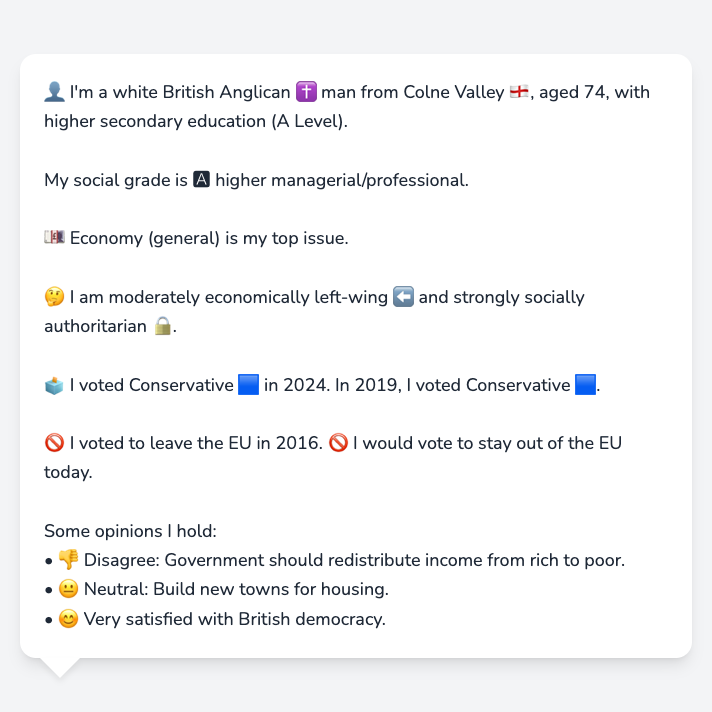 👤 I'm a white British Anglican ✝️ man from Colne Valley 🏴󠁧󠁢󠁥󠁮󠁧󠁿, aged 74, with
higher secondary education (A Level).
My social grade is 🅰 higher managerial/professional.
💷 Economy (general) is my top issue.
🤔 I am moderately economically left-wing ⬅️ and strongly socially
authoritarian 🔒.
🗳️ I voted Conservative 🟦 in 2024. In 2019, I voted Conservative 🟦.
🚫 I voted to leave the EU in 2016. 🚫 I would vote to stay out of the EU
today.
Some opinions I hold:
• 👎 Disagree: Government should redistribute income from rich to poor.
• 😐 Neutral: Build new towns for housing.
• 😊 Very satisfied with British democracy.